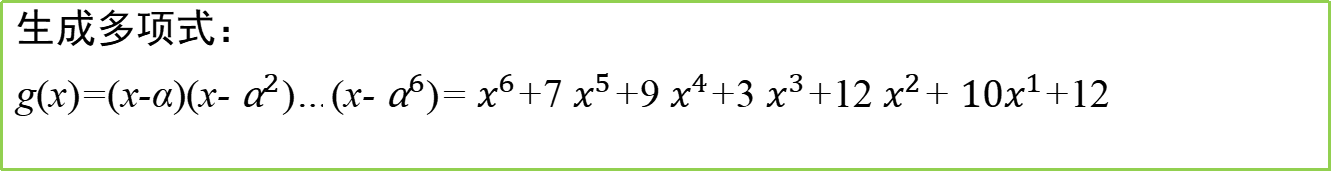 生成多项式：
g(x)=(x-α)(x- α²)…(x- α⁶)= x⁶+7 x⁵+9 x⁴+3 x³+12 x²+ 10x¹+12